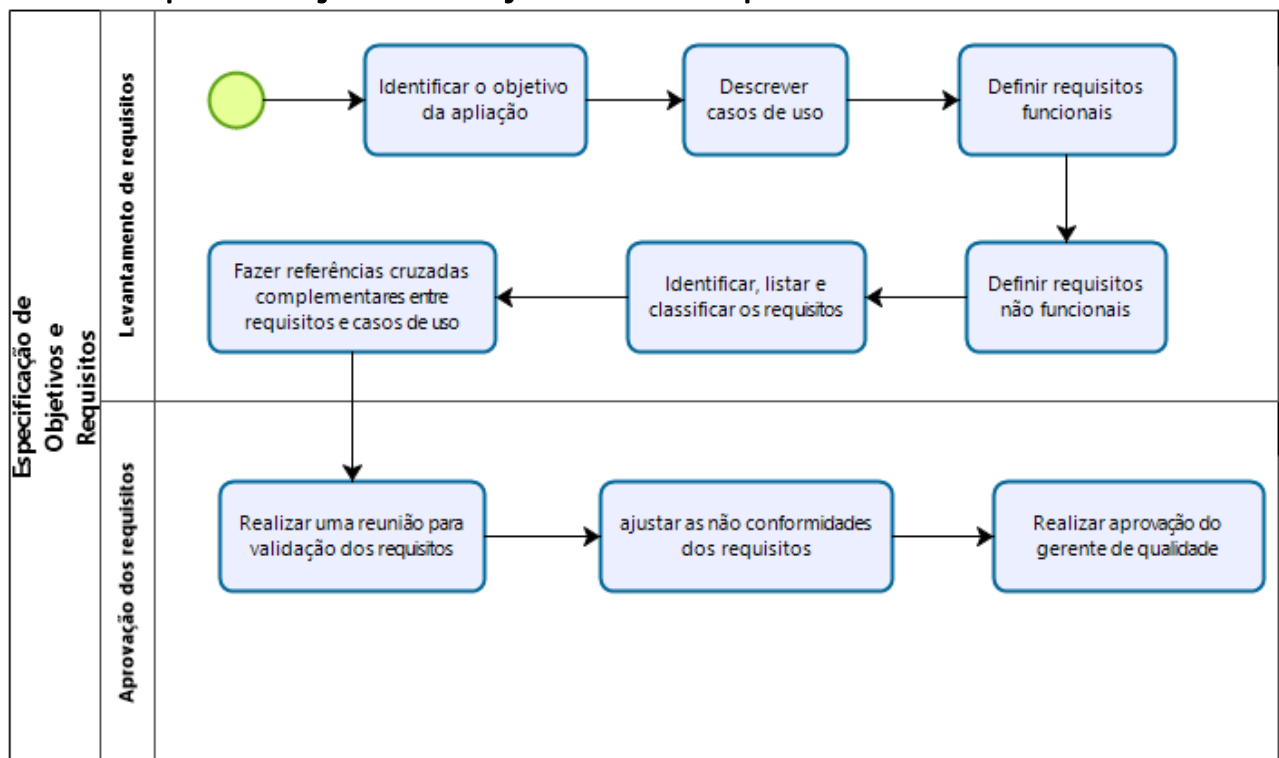 Especificação de
Objetivos e
Requisitos
Levantamento de requisitos
Identificar o objetivo
da apliação
Descrever
casos de uso
Definir requisitos
funcionais
Fazer referências cruzadas
complementares entre
requisitos e casos de uso
Identificar, listar e
classificar os requisitos
Definir requisitos
não funcionais
Aprovação dos requisitos
Realizar uma reunião para
validação dos requisitos
ajustar as não conformidades
dos requisitos
Realizar aprovação do
gerente de qualidade